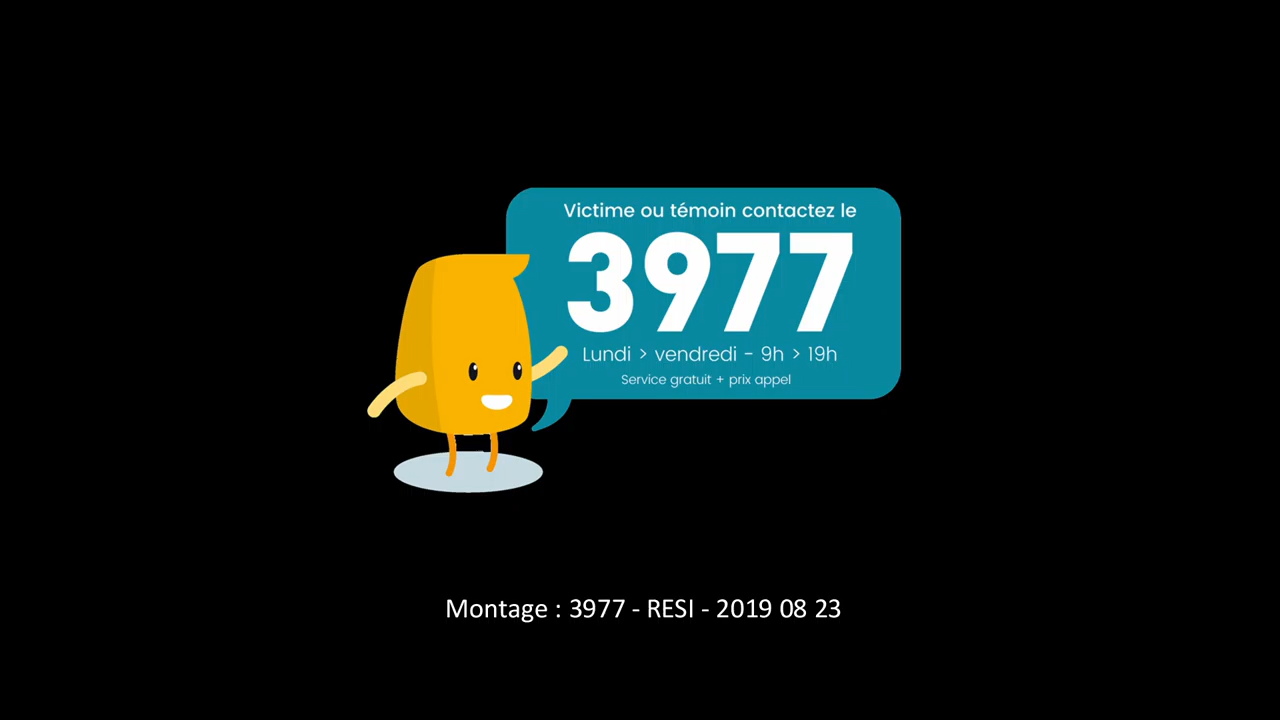 Victime ou témoin contactez le
3977
Lundi > vendredi - 9h > 19h
Service gratuit + prix appel
Montage : 3977 - RESI - 2019 08 23